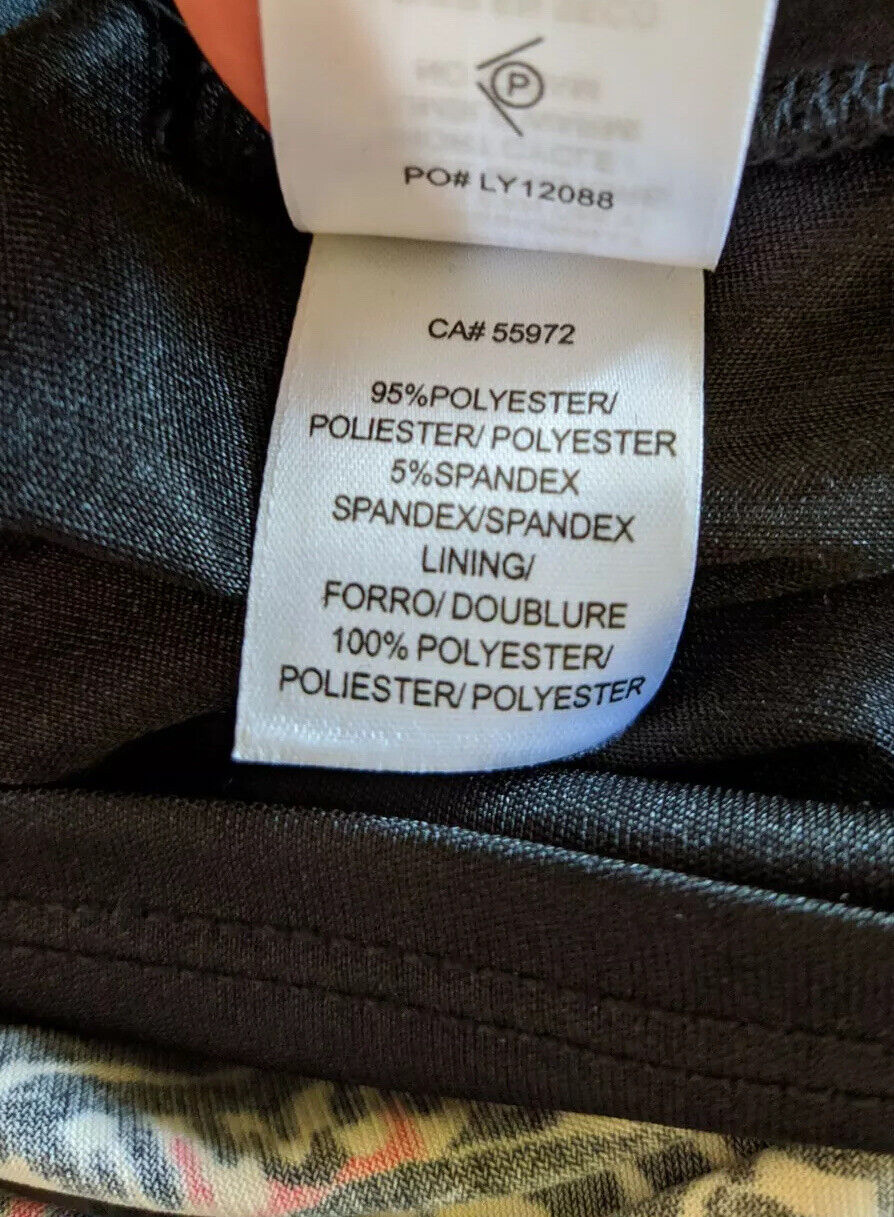 P
PO# LY12088
CA# 55972
95%POLYESTER/
POLIESTER/ POLYESTER
5%SPANDEX
SPANDEX/SPANDEX
LINING/
FORRO/ DOUBLURE
100% POLYESTER/
POLIESTER/ POLYESTER